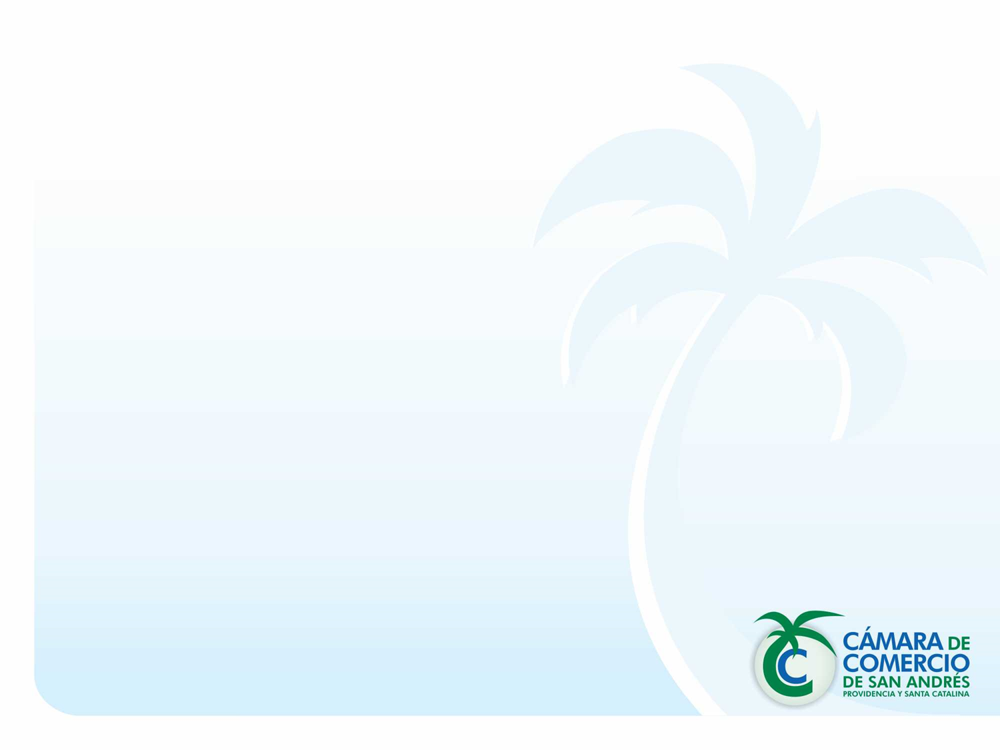 CÁMARA DE
COMERCIO
DE SAN ANDRÉS
PROVIDENCIA Y SANTA CATALINA